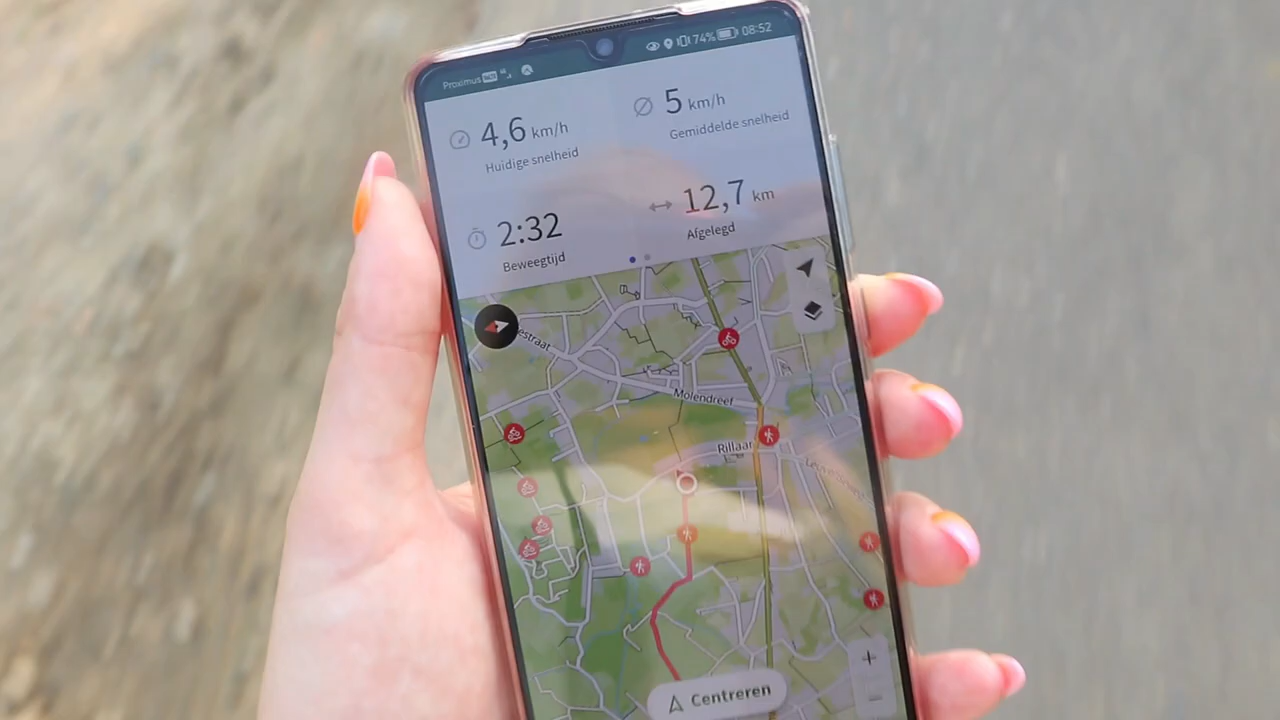 Proximus
74% 08:52
4,6 km/h
Huidige snelheid
5 km/h
Gemiddelde snelheid
2:32
Beweegtijd
12,7 km
Afgelegd
estraat
Molendreef
Rillaar
Centreren
+